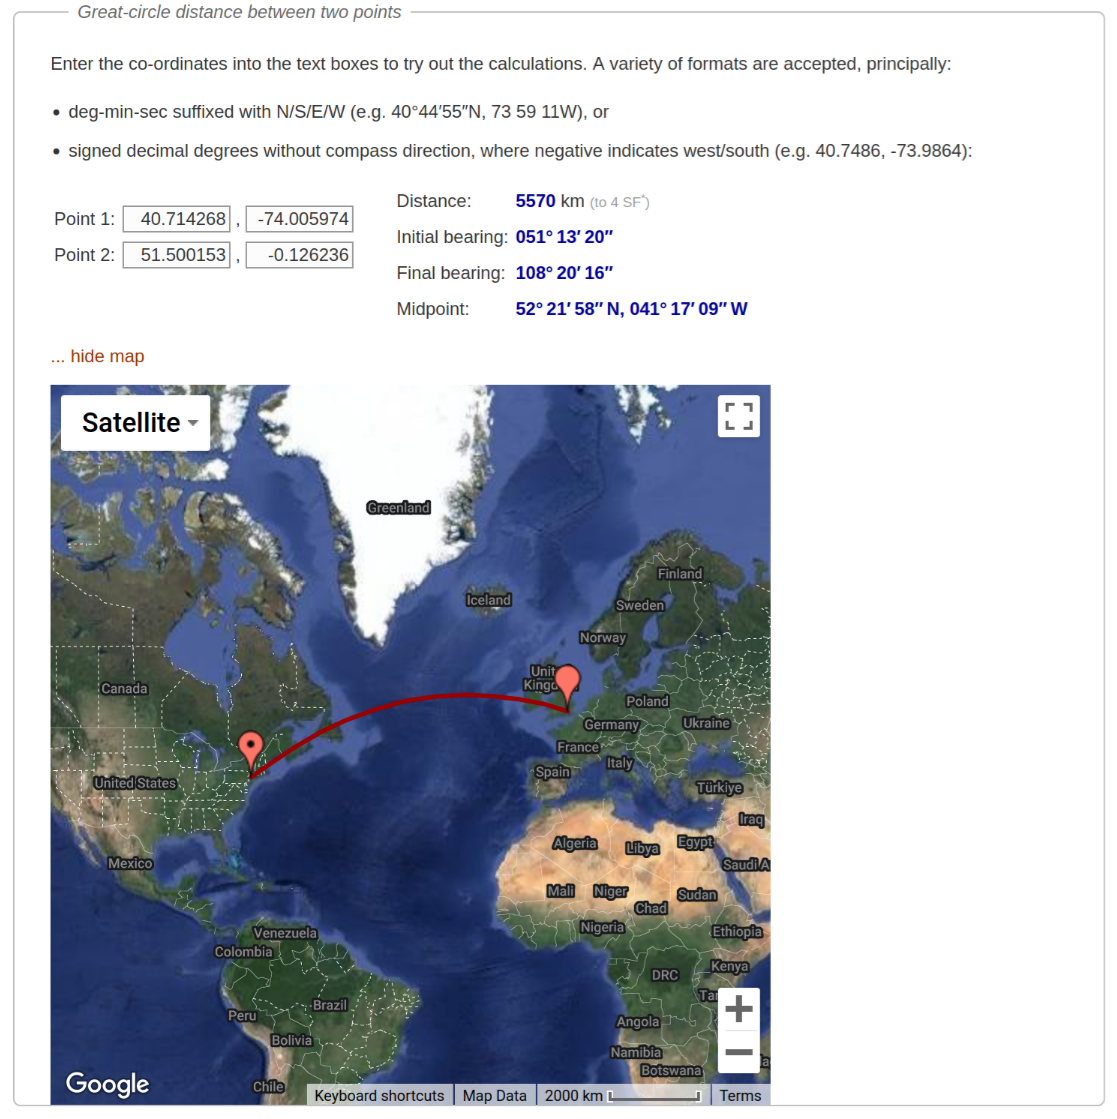 Great-circle distance between two points
Enter the co-ordinates into the text boxes to try out the calculations. A variety of formats are accepted, principally:
• deg-min-sec suffixed with N/S/E/W (e.g. 40°44′55″N, 73 59 11W), or
• signed decimal degrees without compass direction, where negative indicates west/south (e.g. 40.7486, -73.9864):
Point 1: 40.714268 , -74.005974
Point 2: 51.500153 , -0.126236
Distance: 5570 km (to 4 SF*)
Initial bearing: 051° 13′ 20″
Final bearing: 108° 20′ 16″
Midpoint: 52° 21′ 58″ N, 041° 17′ 09″ W
... hide map
Satellite
Greenland
Finland
Iceland
Sweden
Norway
Canada
Poland
Germany
Ukraine
France
Italy
Spain
United States
Türkiye
Iraq
Algeria
Libya
Egypt
Mexico
Saudi A
Mali
Niger
Sudan
Chad
Nigeria
Ethiopia
Venezuela
Colombia
Kenya
DRC
Brazil
Peru
Angola
Bolivia
Namibia
Botswana
Google
Chile
Keyboard shortcuts
Map Data
2000 km
Terms